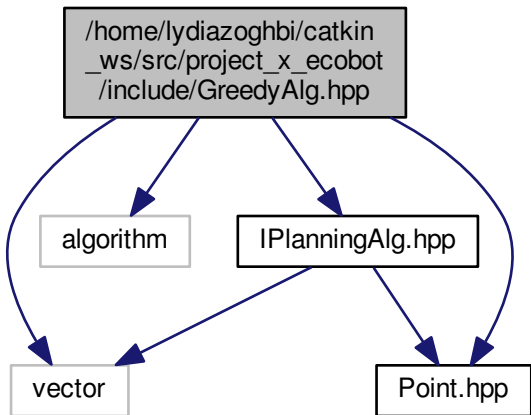 /home/lydiazoghbi/catkin
_ws/src/project_x_ecobot
/include/GreedyAlg.hpp
algorithm
IPlanningAlg.hpp
vector
Point.hpp